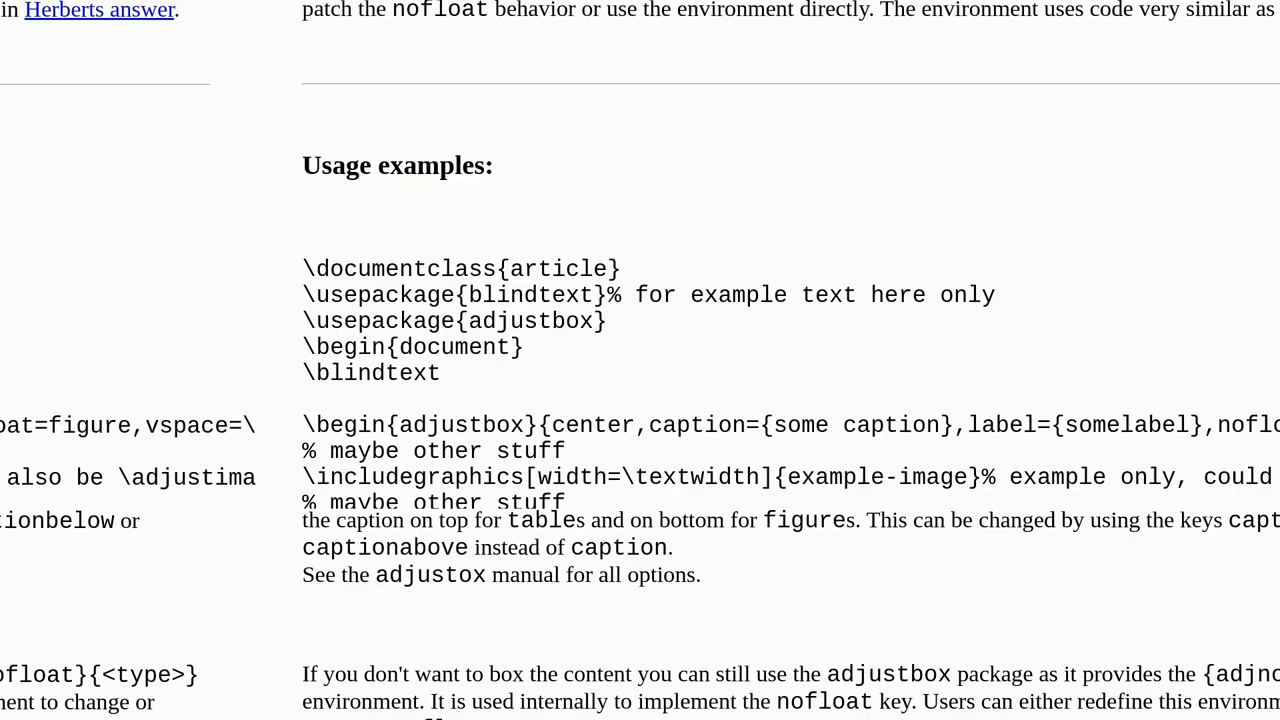 in Herberts answer.
oat=figure,vspace=\
also be \adjustima
tionbelow or
ofloat}{<type>}
ment to change or
patch the nofloat behavior or use the environment directly. The environment uses code very similar as
Usage examples:
\documentclass{article}
\usepackage{blindtext}% for example text here only
\usepackage{adjustbox}
\begin{document}
\blindtext
\begin{adjustbox}{center,caption={some caption},label={somelabel},noflo
% maybe other stuff
\includegraphics[width=\textwidth]{example-image}% example only, could
% maybe other stuff
the caption on top for tables and on bottom for figures. This can be changed by using the keys capt
captionabove instead of caption.
See the adjustox manual for all options.
If you don't want to box the content you can still use the adjustbox package as it provides the {adjno
environment. It is used internally to implement the nofloat key. Users can either redefine this environm